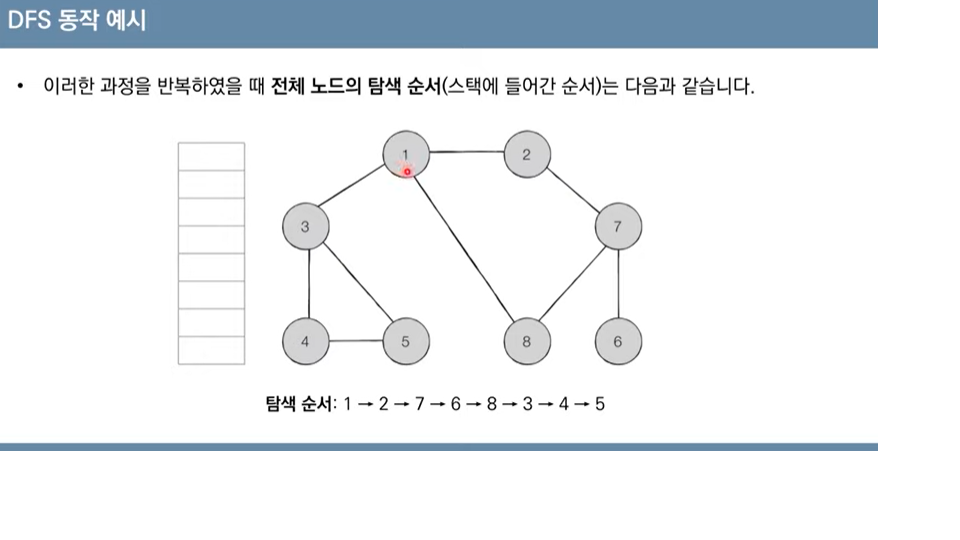 DFS 동작 예시
• 이러한 과정을 반복하였을 때 전체 노드의 탐색 순서(스택에 들어간 순서)는 다음과 같습니다.
1 2
3 7
4 5 8 6
탐색 순서: 1 → 2 → 7 → 6 → 8 → 3 → 4 → 5